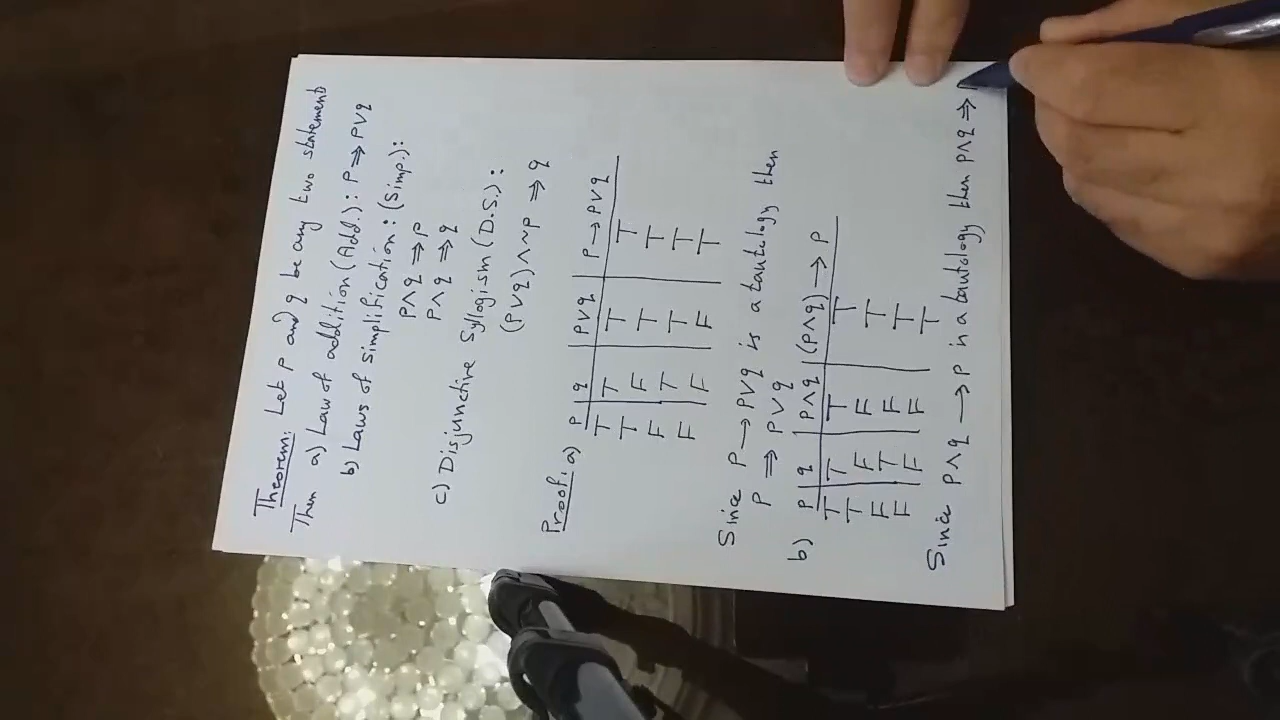 Theorem: Let p and q be any two statement
Then a) Law of addition (Add.): P ⇒ P∨q
b) Laws of simplification: (Simp.):
P∧q ⇒ P
P∧q ⇒ q
c) Disjunctive Syllogism (D.S.):
(P∨q)∧~P ⇒ q
Proof: a) P | q | P∨q | P → P∨q
T T T T
T F T T
F T T T
F F F T
Since P → P∨q is a tautology then
P ⇒ P∨q
b) P | q | P∧q | (P∧q) → P
T T T T
T F F T
F T F T
F F F T
Since P∧q → P is a tautology then P∧q ⇒